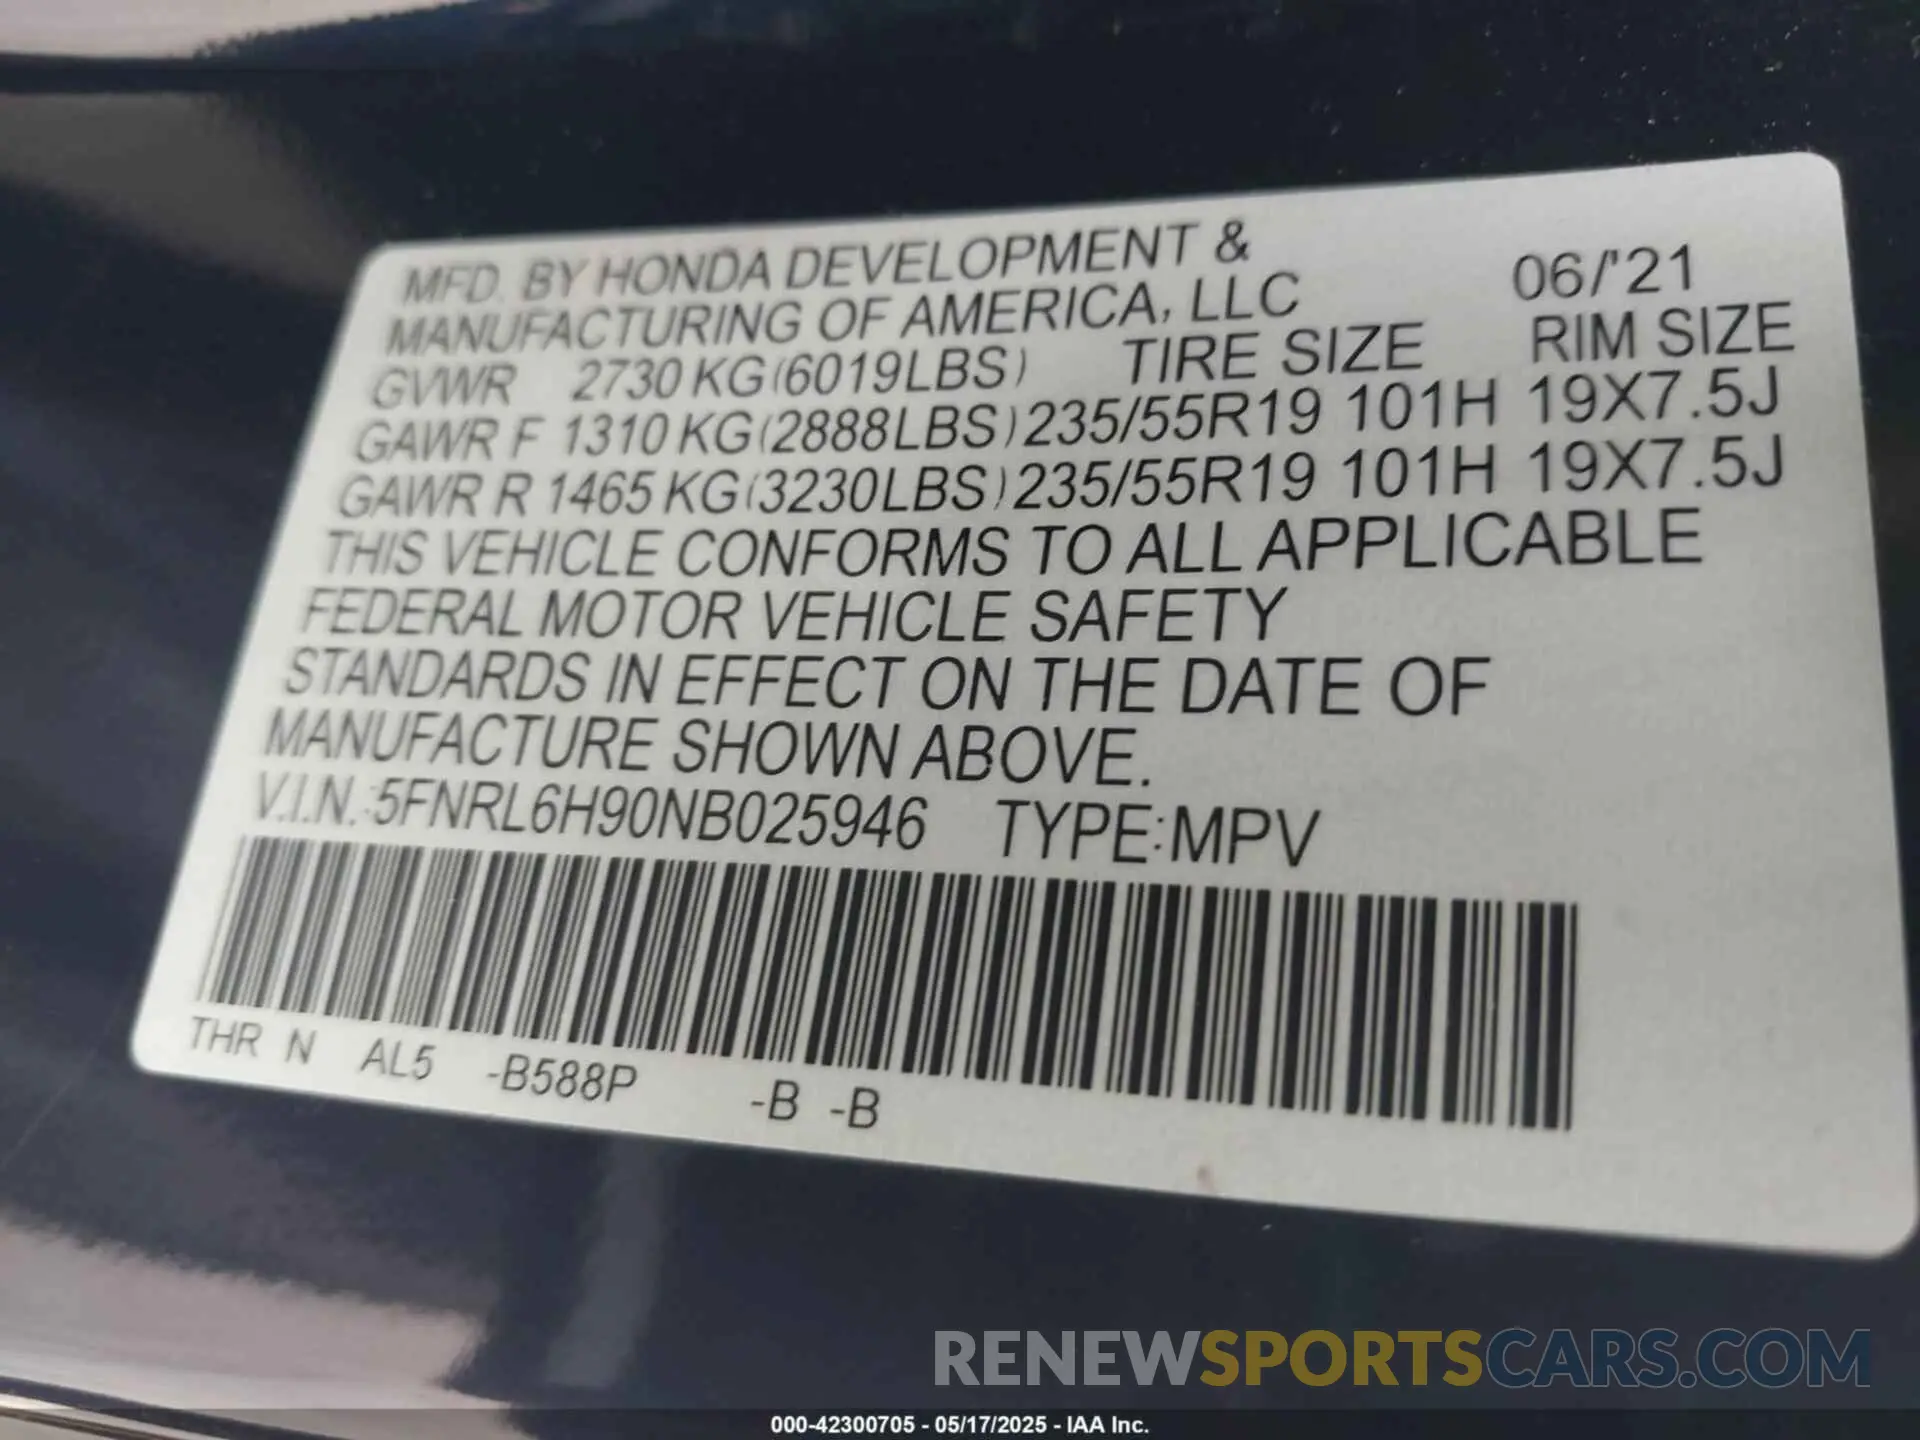 MFD. BY HONDA DEVELOPMENT &
MANUFACTURING OF AMERICA, LLC 06/'21
GVWR 2730 KG (6019LBS) TIRE SIZE RIM SIZE
GAWR F 1310 KG (2888LBS) 235/55R19 101H 19X7.5J
GAWR R 1465 KG (3230LBS) 235/55R19 101H 19X7.5J
THIS VEHICLE CONFORMS TO ALL APPLICABLE
FEDERAL MOTOR VEHICLE SAFETY
STANDARDS IN EFFECT ON THE DATE OF
MANUFACTURE SHOWN ABOVE.
V.I.N.:5FNRL6H90NB025946 TYPE:MPV
THR N AL5 -B588P -B -B
RENEWSPORTSCARS.COM
000-42300705 - 05/17/2025 - IAA Inc.